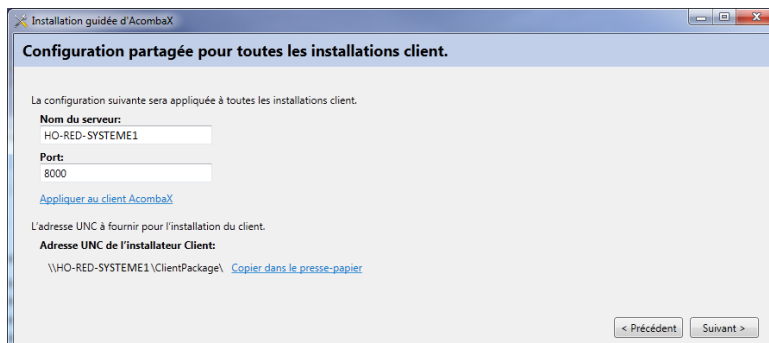 Installation guidée d'AcombaX
Configuration partagée pour toutes les installations client.
La configuration suivante sera appliquée à toutes les installations client.
Nom du serveur:
HO-RED-SYSTEME1
Port:
8000
Appliquer au client AcombaX
L'adresse UNC à fournir pour l'installation du client.
Adresse UNC de l'installateur Client:
\\HO-RED-SYSTEME1\ClientPackage\ Copier dans le presse-papier
< Précédent Suivant >